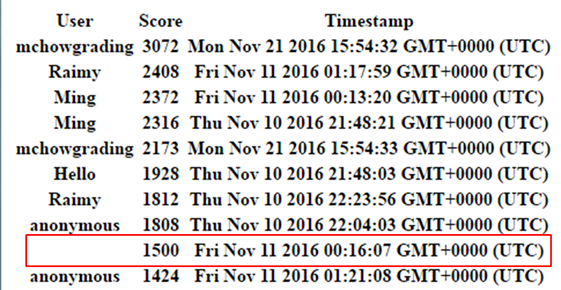 User Score Timestamp
mchowgrading 3072 Mon Nov 21 2016 15:54:32 GMT+0000 (UTC)
Raimy 2408 Fri Nov 11 2016 01:17:59 GMT+0000 (UTC)
Ming 2372 Fri Nov 11 2016 00:13:20 GMT+0000 (UTC)
Ming 2316 Thu Nov 10 2016 21:48:21 GMT+0000 (UTC)
mchowgrading 2173 Mon Nov 21 2016 15:54:33 GMT+0000 (UTC)
Hello 1928 Thu Nov 10 2016 21:48:03 GMT+0000 (UTC)
Raimy 1812 Thu Nov 10 2016 22:23:56 GMT+0000 (UTC)
anonymous 1808 Thu Nov 10 2016 22:04:03 GMT+0000 (UTC)
1500 Fri Nov 11 2016 00:16:07 GMT+0000 (UTC)
anonymous 1424 Fri Nov 11 2016 01:21:08 GMT+0000 (UTC)